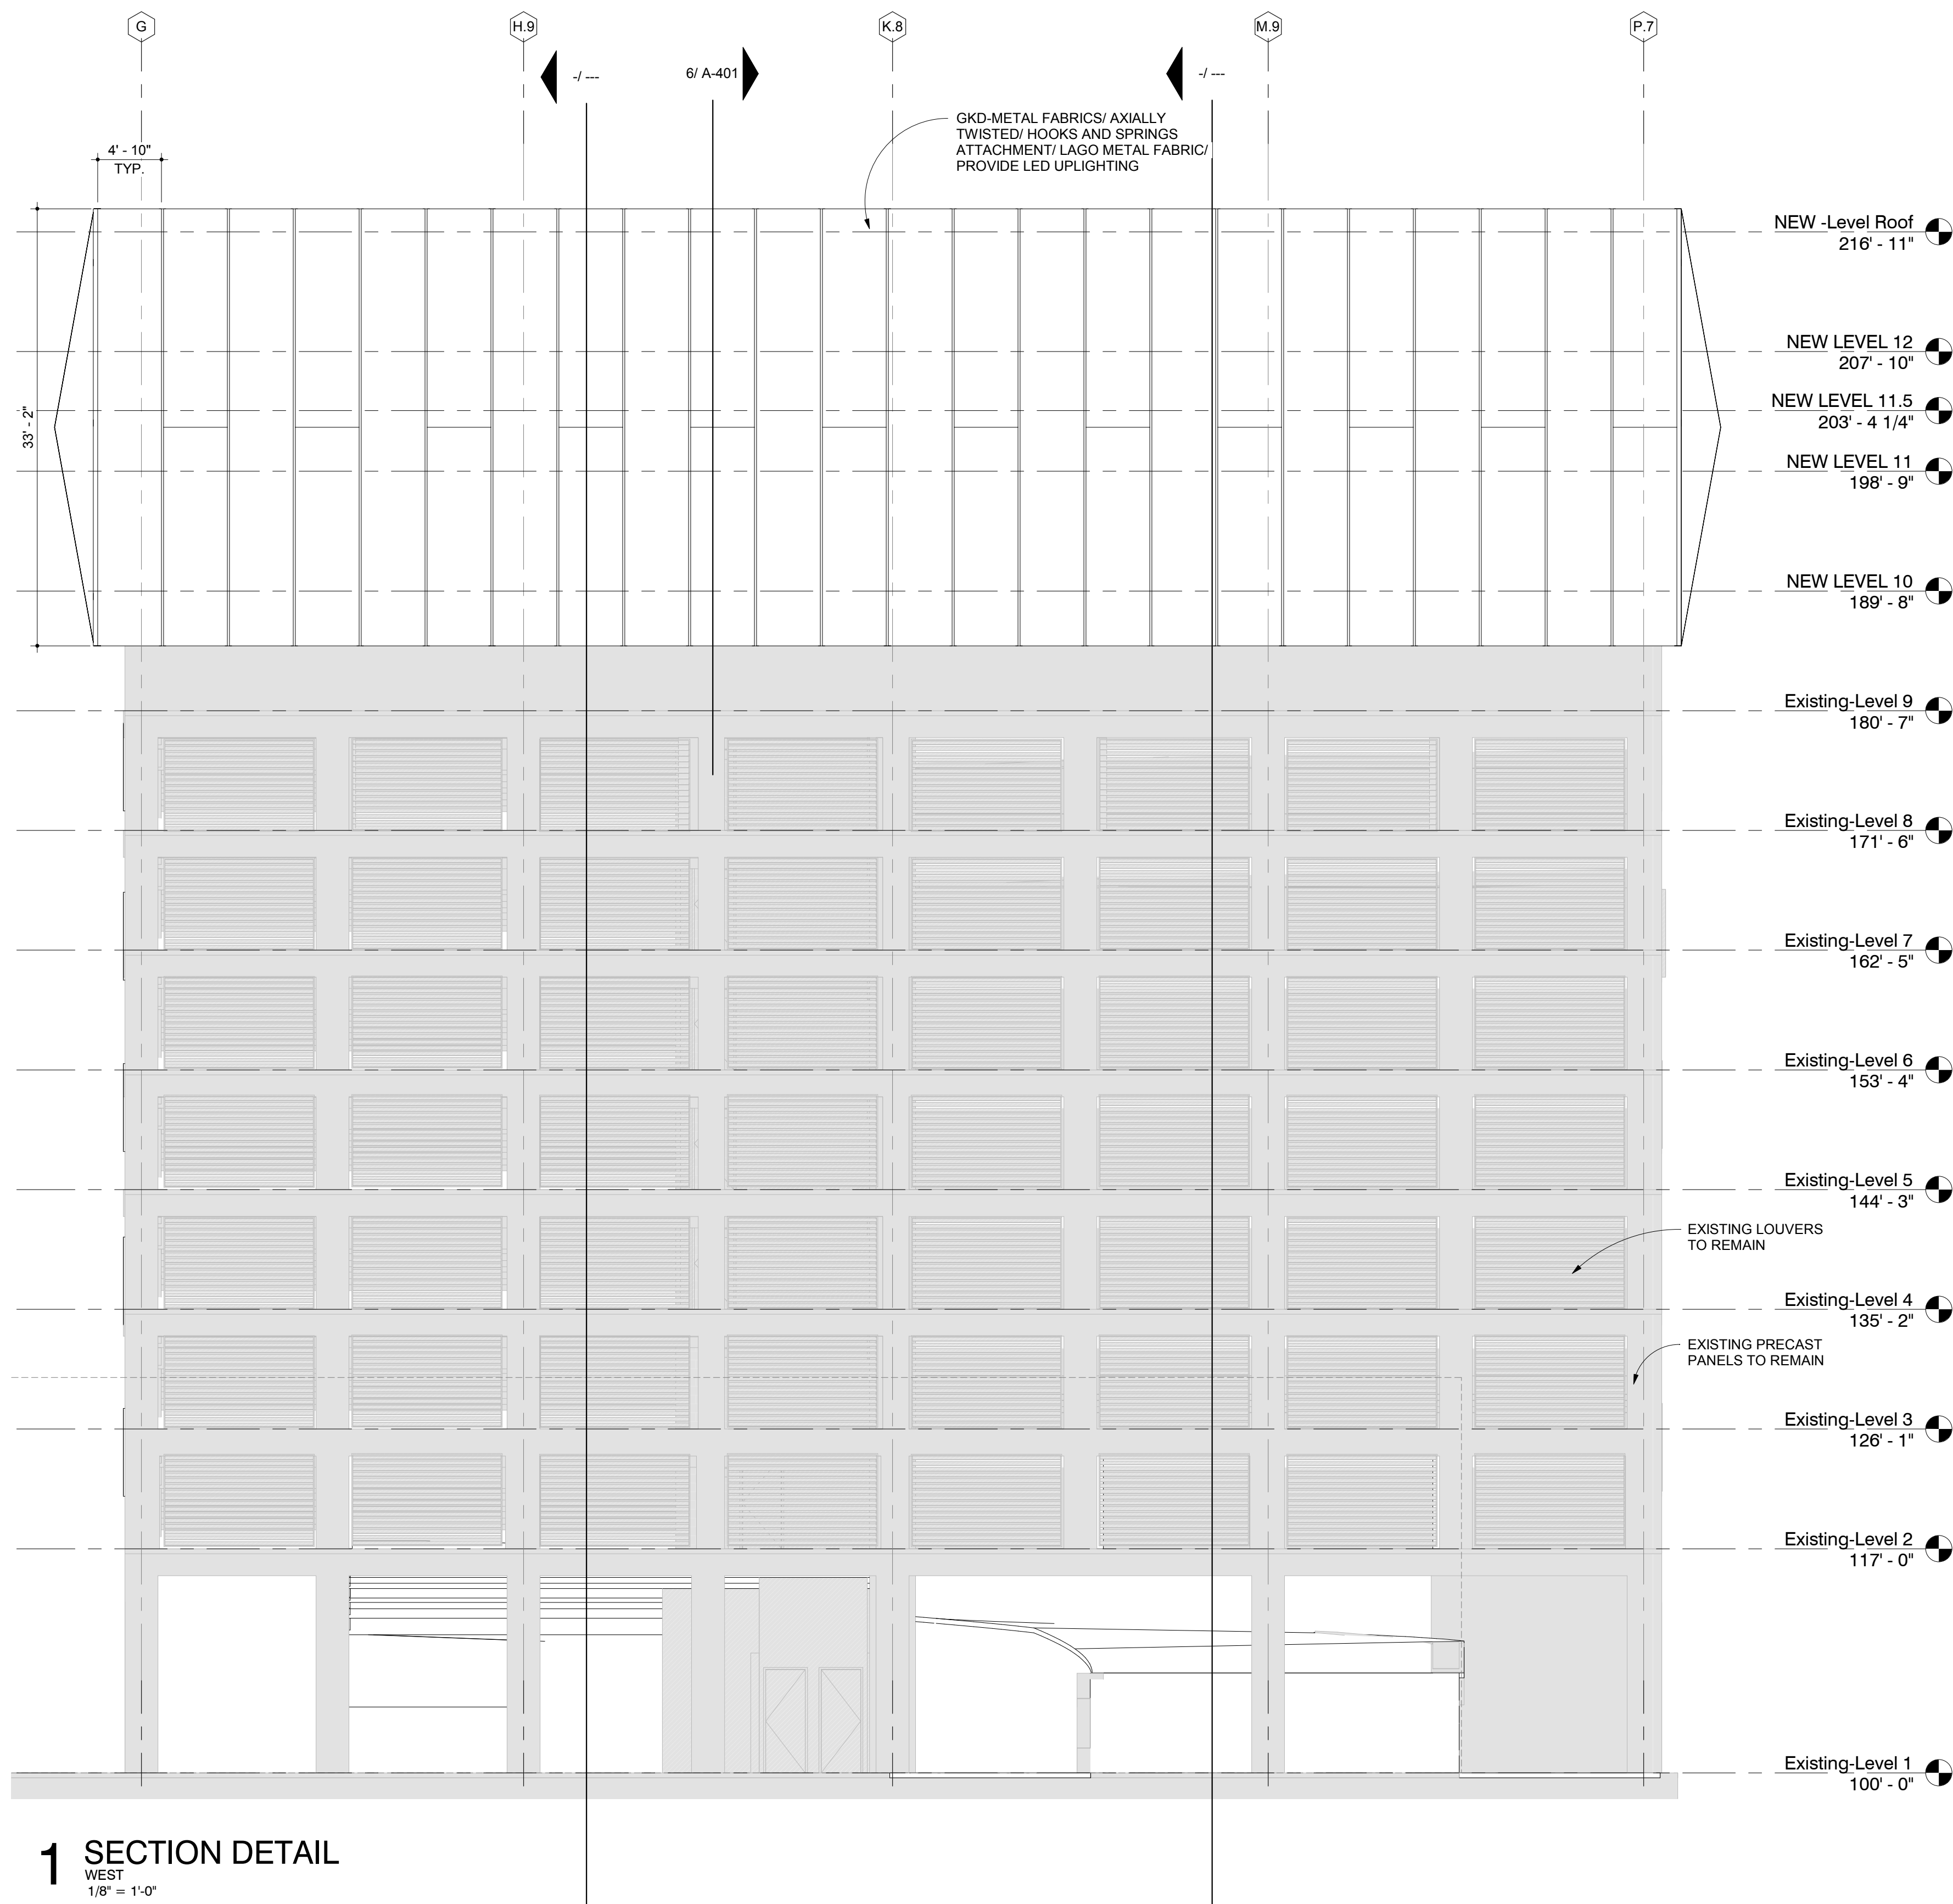 G
H.9
K.8
M.9
P.7
-/ ---
6/ A-401
-/ ---
GKD-METAL FABRICS/ AXIALLY
TWISTED/ HOOKS AND SPRINGS
ATTACHMENT/ LAGO METAL FABRIC/
PROVIDE LED UPLIGHTING
4' - 10"
TYP.
33' - 2"
NEW -Level Roof
216' - 11"
NEW LEVEL 12
207' - 10"
NEW LEVEL 11.5
203' - 4 1/4"
NEW LEVEL 11
198' - 9"
NEW LEVEL 10
189' - 8"
Existing-Level 9
180' - 7"
Existing-Level 8
171' - 6"
Existing-Level 7
162' - 5"
Existing-Level 6
153' - 4"
Existing-Level 5
144' - 3"
EXISTING LOUVERS
TO REMAIN
Existing-Level 4
135' - 2"
EXISTING PRECAST
PANELS TO REMAIN
Existing-Level 3
126' - 1"
Existing-Level 2
117' - 0"
Existing-Level 1
100' - 0"
1 SECTION DETAIL
WEST
1/8" = 1'-0"